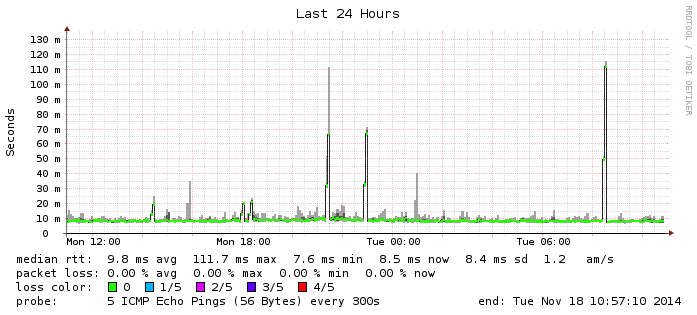 Last 24 Hours
RRDTOOL / TOBI OETIKER
Seconds
130 m
120 m
110 m
100 m
90 m
80 m
70 m
60 m
50 m
40 m
30 m
20 m
10 m
0
Mon 12:00 Mon 18:00 Tue 00:00 Tue 06:00
median rtt: 9.8 ms avg 111.7 ms max 7.6 ms min 8.5 ms now 8.4 ms sd 1.2 am/s
packet loss: 0.00 % avg 0.00 % max 0.00 % min 0.00 % now
loss color: 0 1/5 2/5 3/5 4/5
probe: 5 ICMP Echo Pings (56 Bytes) every 300s end: Tue Nov 18 10:57:10 2014